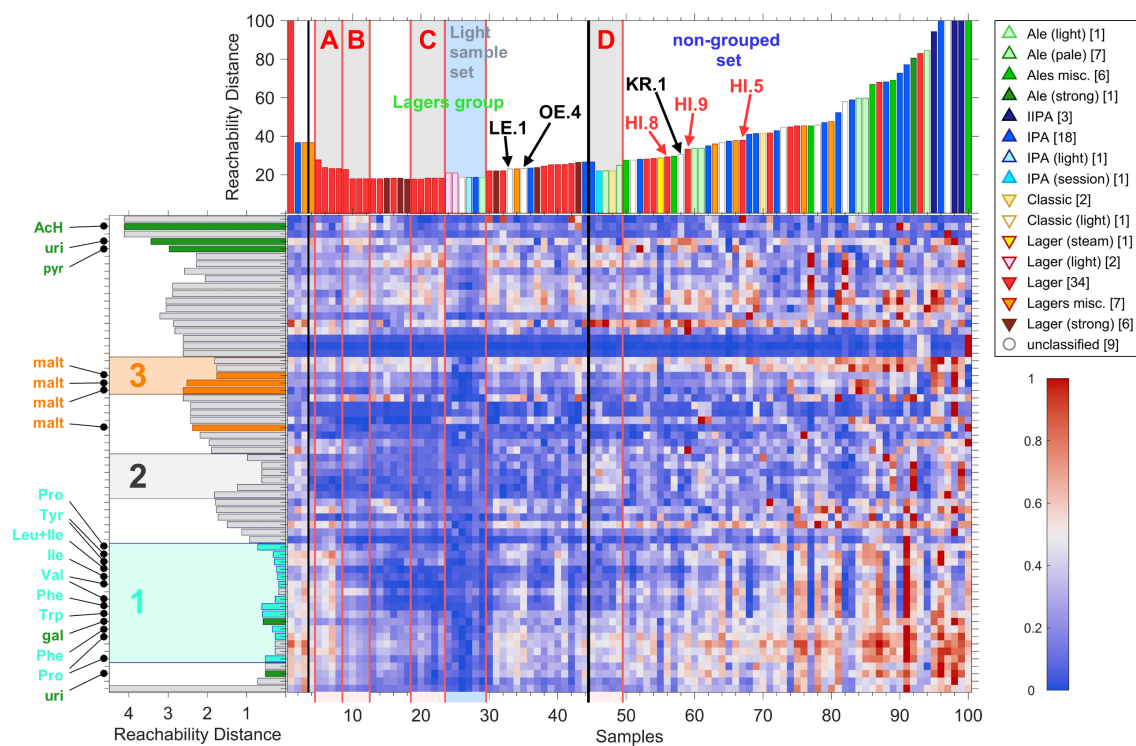 100
80
60
40
20
Reachability Distance
A
B
C
Light
sample
set
D
non-grouped
set
Lagers group
LE.1
OE.4
KR.1
HI.8
HI.9
HI.5
Ale (light) [1]
Ale (pale) [7]
Ales misc. [6]
Ale (strong) [1]
IIPA [3]
IPA [18]
IPA (light) [1]
IPA (session) [1]
Classic [2]
Classic (light) [1]
Lager (steam) [1]
Lager (light) [2]
Lager [34]
Lagers misc. [7]
Lager (strong) [6]
unclassified [9]
AcH
uri
pyr
malt
malt
malt
malt
Pro
Tyr
Leu+Ile
Ile
Val
Phe
Trp
gal
Phe
Pro
uri
3
2
1
4 3 2 1
Reachability Distance
10 20 30 40 50 60 70 80 90 100
Samples
1
0.8
0.6
0.4
0.2
0